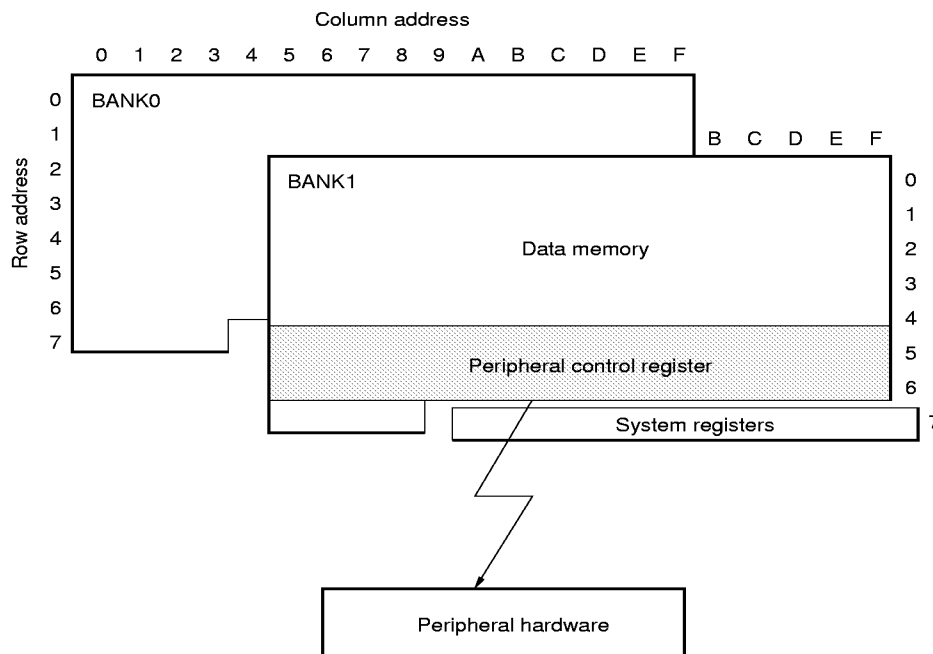 Column address
0 1 2 3 4 5 6 7 8 9 A B C D E F
Row address
0
1
2
3
4
5
6
7
BANK0
B C D E F
BANK1
0
1
2
3
4
5
6
7
Data memory
Peripheral control register
System registers
Peripheral hardware